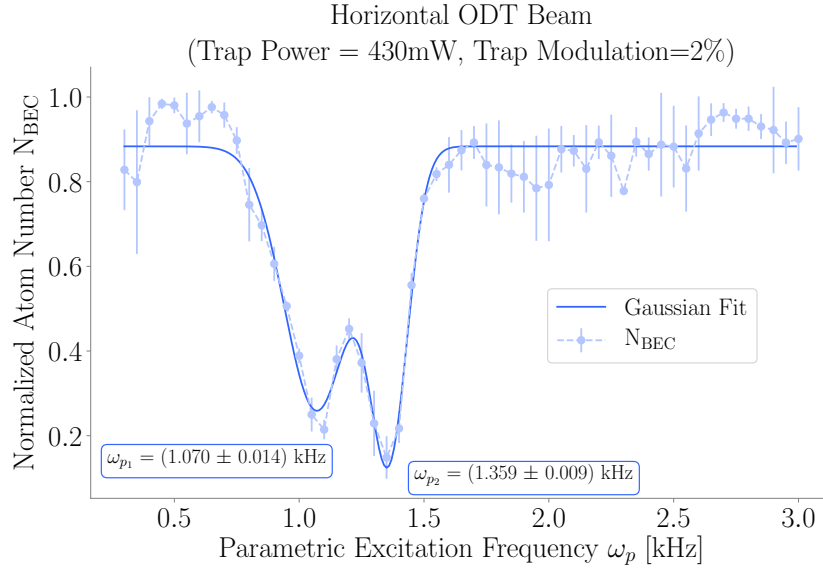 Horizontal ODT Beam
(Trap Power = 430mW, Trap Modulation=2%)
Normalized Atom Number N_BEC
1.0
0.8
0.6
0.4
0.2
Gaussian Fit
N_BEC
ω_p₁ = (1.070 ± 0.014) kHz
ω_p₂ = (1.359 ± 0.009) kHz
0.5 1.0 1.5 2.0 2.5 3.0
Parametric Excitation Frequency ω_p [kHz]